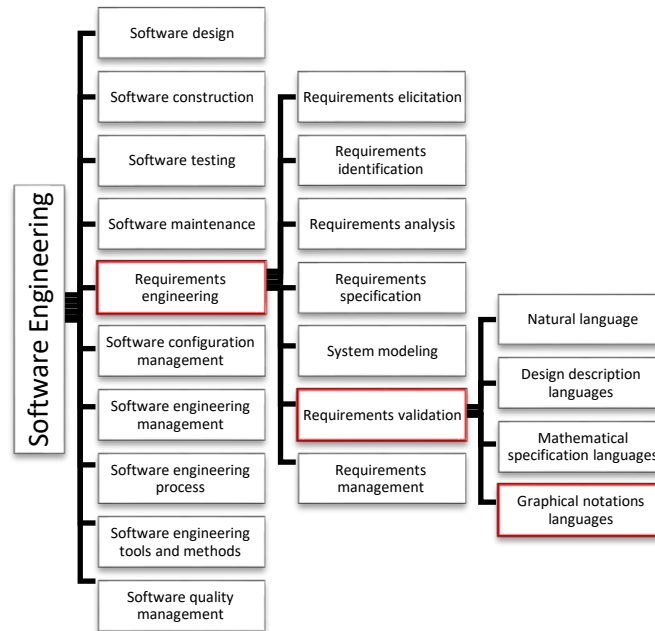 Software Engineering
Software design
Software construction
Software testing
Software maintenance
Requirements
engineering
Software configuration
management
Software engineering
management
Software engineering
process
Software engineering
tools and methods
Software quality
management
Requirements elicitation
Requirements
identification
Requirements analysis
Requirements
specification
System modeling
Requirements validation
Requirements
management
Natural language
Design description
languages
Mathematical
specification languages
Graphical notations
languages